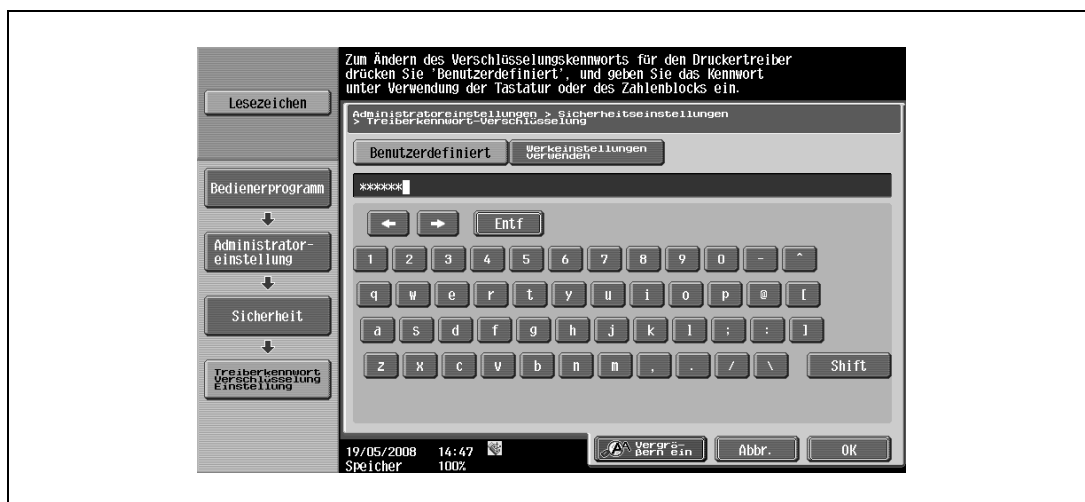 Zum Ändern des Verschlüsselungskennworts für den Druckertreiber
drücken Sie 'Benutzerdefiniert', und geben Sie das Kennwort
unter Verwendung der Tastatur oder des Zahlenblocks ein.
Lesezeichen
Administratoreinstellungen > Sicherheitseinstellungen
> Treiberkennwort-Verschlüsselung
Benutzerdefiniert
Werkeinstellungen
verwenden
Bedienerprogramm
******
← → Entf
Administrator-
einstellung
1 2 3 4 5 6 7 8 9 0 - ^
q w e r t y u i o p @ [
Sicherheit
a s d f g h j k l ; : ]
z x c v b n m , . / \ Shift
Treiberkennwort
Verschlüsselung
Einstellung
Vergrö-
ßern ein
Abbr.
OK
19/05/2008 14:47
Speicher 100%